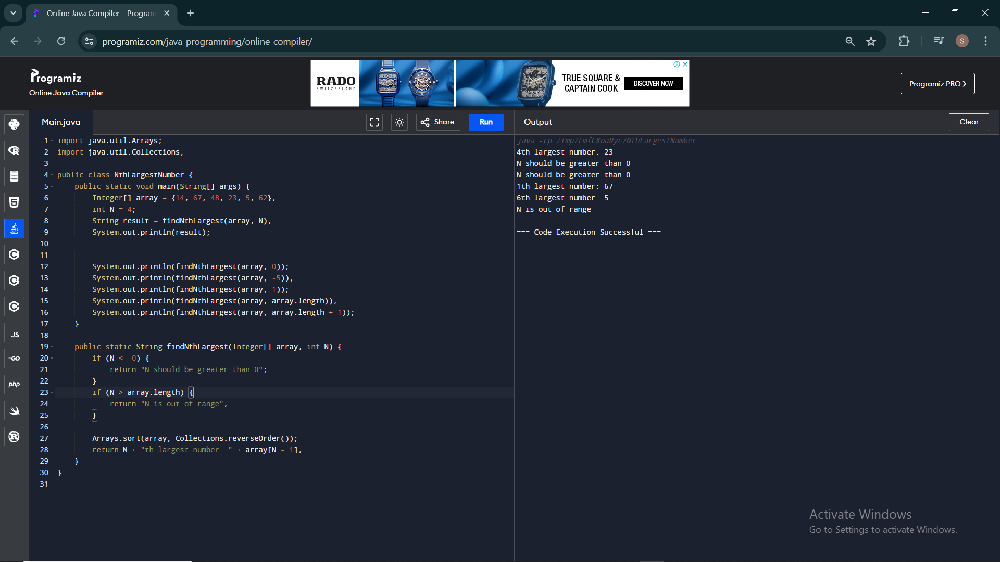 Online Java Compiler - Program
programiz.com/java-programming/online-compiler/
S
Programiz
Online Java Compiler
RADO
SWITZERLAND
TRUE SQUARE &
CAPTAIN COOK
DISCOVER NOW
Programiz PRO ❯
Main.java
Share
Run
Output
Clear
1 import java.util.Arrays;
2 import java.util.Collections;
3
4 public class NthLargestNumber {
5     public static void main(String[] args) {
6         Integer[] array = {14, 67, 48, 23, 5, 62};
7         int N = 4;
8         String result = findNthLargest(array, N);
9         System.out.println(result);
10
11
12         System.out.println(findNthLargest(array, 0));
13         System.out.println(findNthLargest(array, -5));
14         System.out.println(findNthLargest(array, 1));
15         System.out.println(findNthLargest(array, array.length));
16         System.out.println(findNthLargest(array, array.length + 1));
17     }
18
19     public static String findNthLargest(Integer[] array, int N) {
20         if (N <= 0) {
21             return "N should be greater than 0";
22         }
23         if (N > array.length) {
24             return "N is out of range";
25         }
26
27         Arrays.sort(array, Collections.reverseOrder());
28         return N + "th largest number: " + array[N - 1];
29     }
30 }
31
java -cp /tmp/FmfCKoaRyc/NthLargestNumber
4th largest number: 23
N should be greater than 0
N should be greater than 0
1th largest number: 67
6th largest number: 5
N is out of range
=== Code Execution Successful ===
JS
GO
php
Activate Windows
Go to Settings to activate Windows.